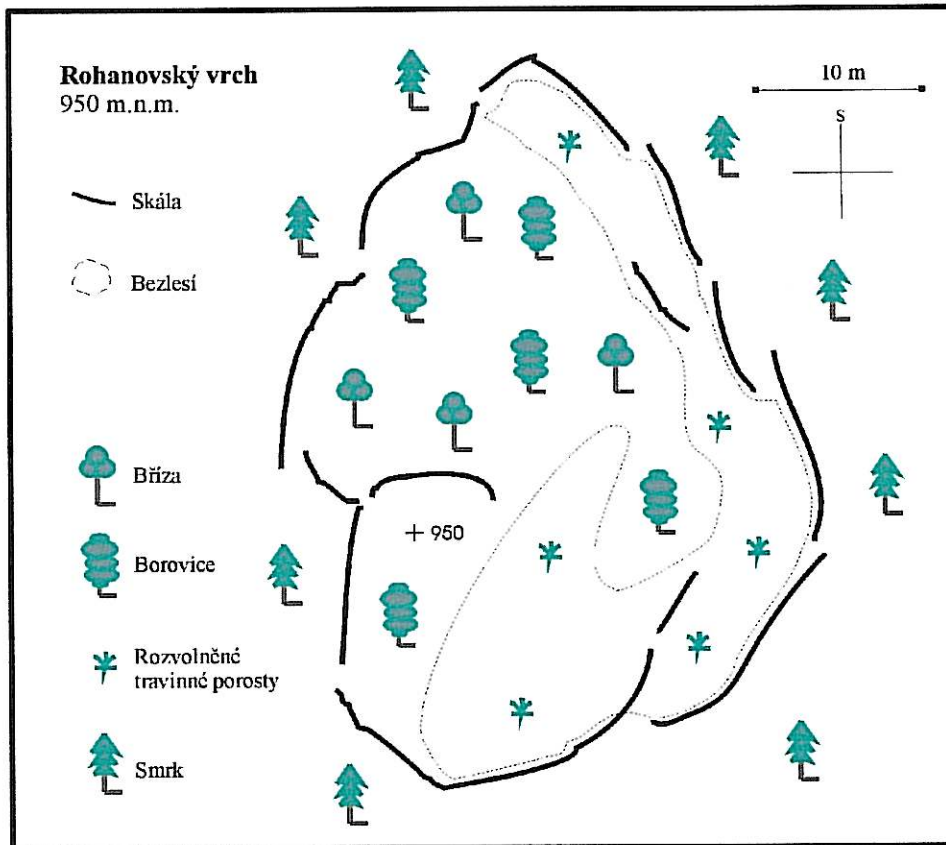 Rohanovský vrch
950 m.n.m.
10 m
S
Skála
Bezlesí
Bříza
950
Borovice
Rozvolněné
travinné porosty
Smrk